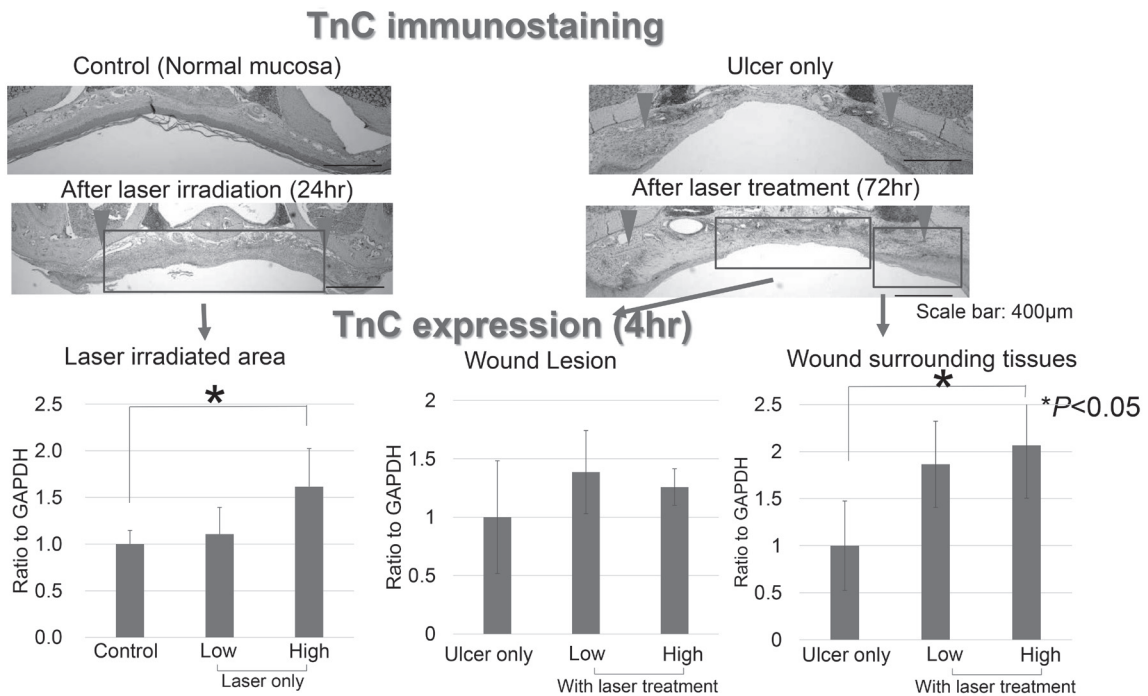 TnC immunostaining
Control (Normal mucosa)
Ulcer only
After laser irradiation (24hr)
After laser treatment (72hr)
Scale bar: 400μm
TnC expression (4hr)
Laser irradiated area
*
2.5
2.0
1.5
1.0
0.5
0.0
Ratio to GAPDH
Control
Low
High
Laser only
Wound Lesion
2
1.5
1
0.5
0
Ratio to GAPDH
Ulcer only
Low
High
With laser treatment
Wound surrounding tissues
*
*P<0.05
2.5
2
1.5
1
0.5
0
Ratio to GAPDH
Ulcer only
Low
High
With laser treatment